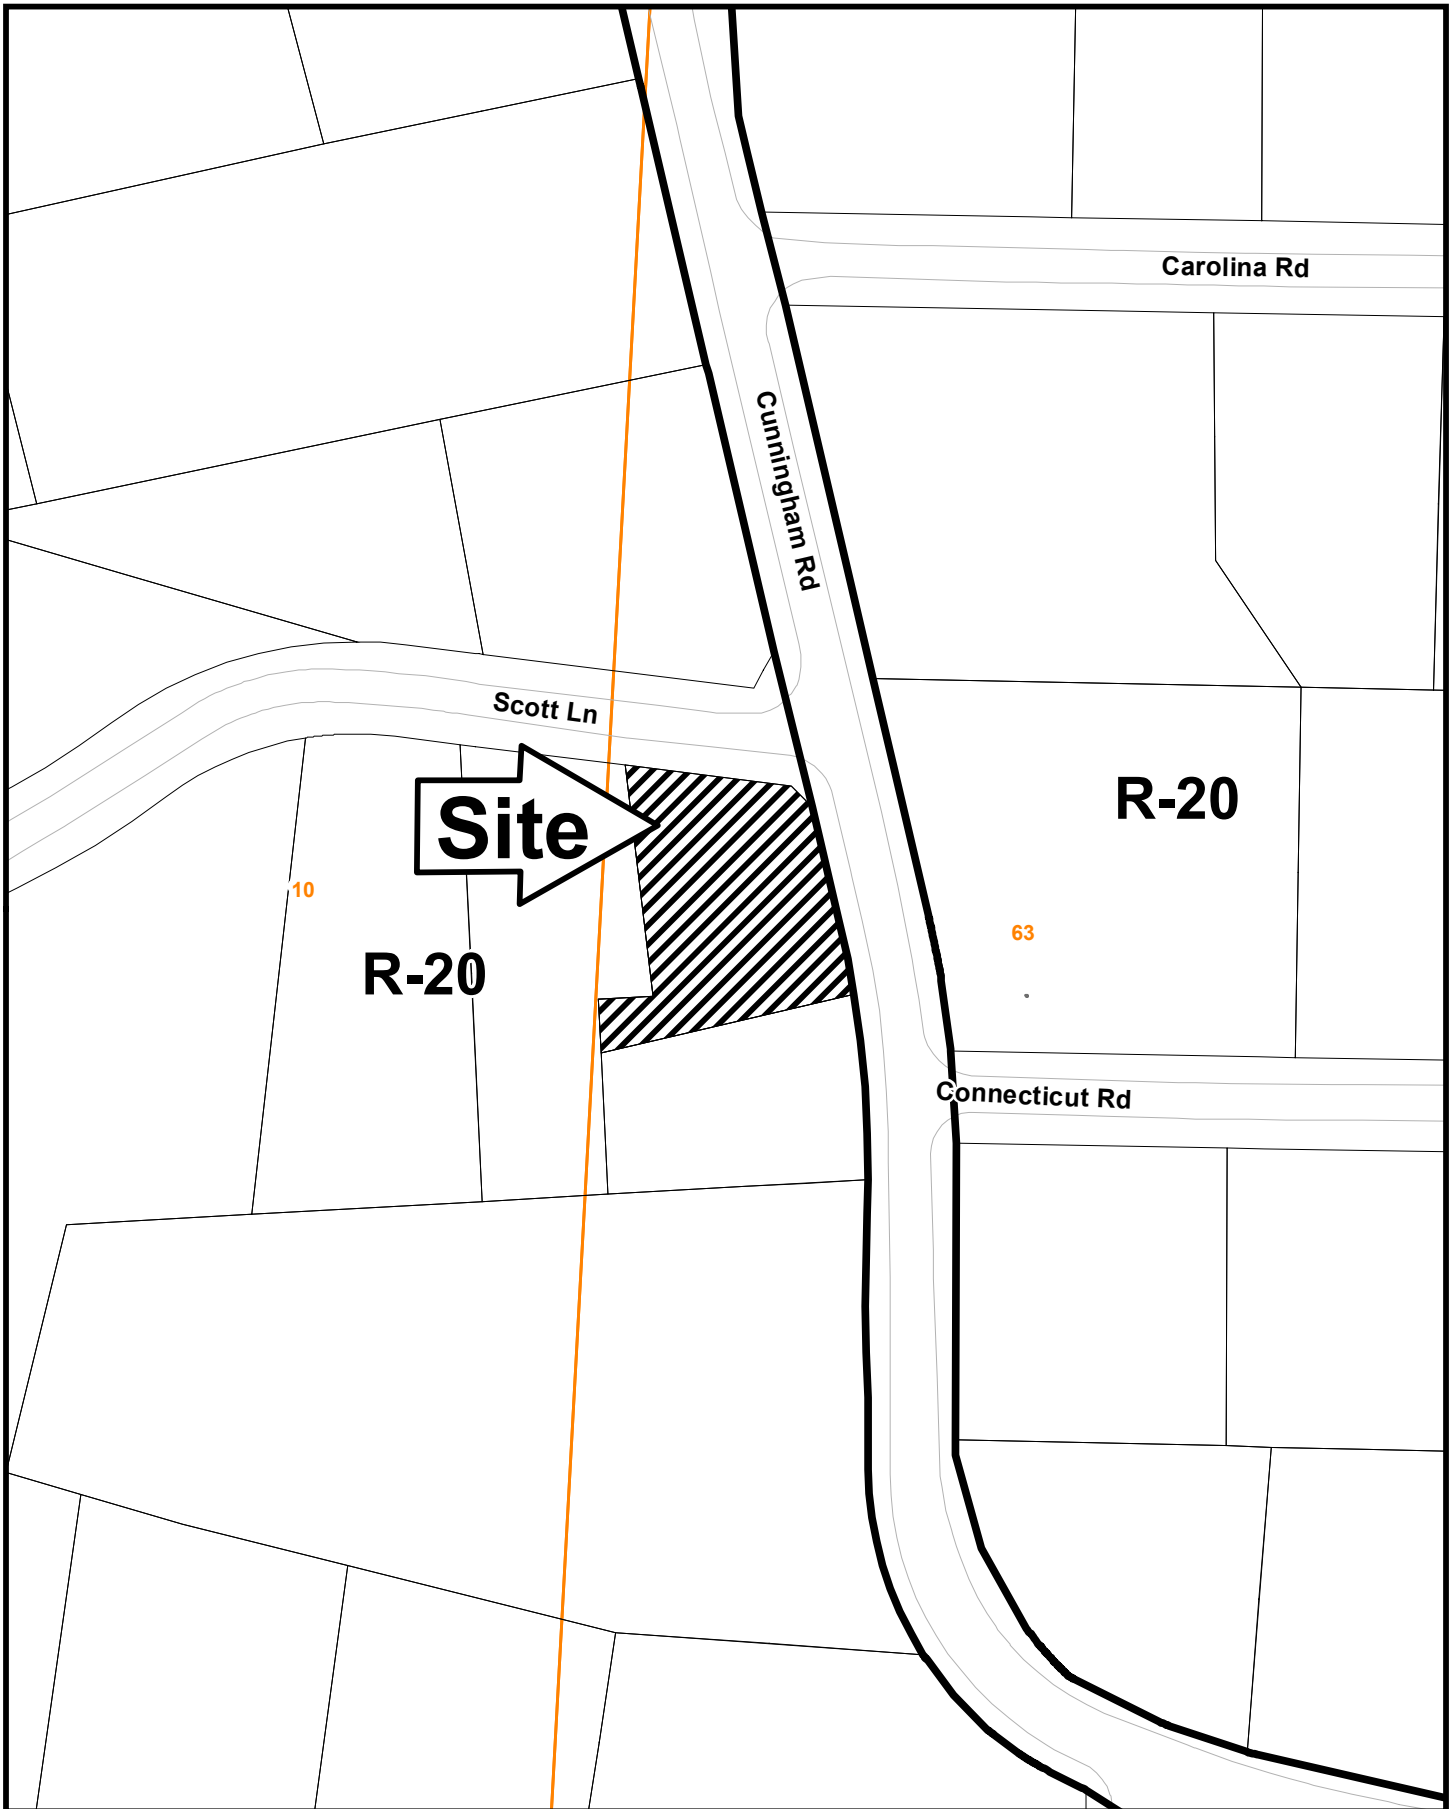 Carolina Rd
Cunningham Rd
Scott Ln
R-20
Site
10
63
R-20
Connecticut Rd